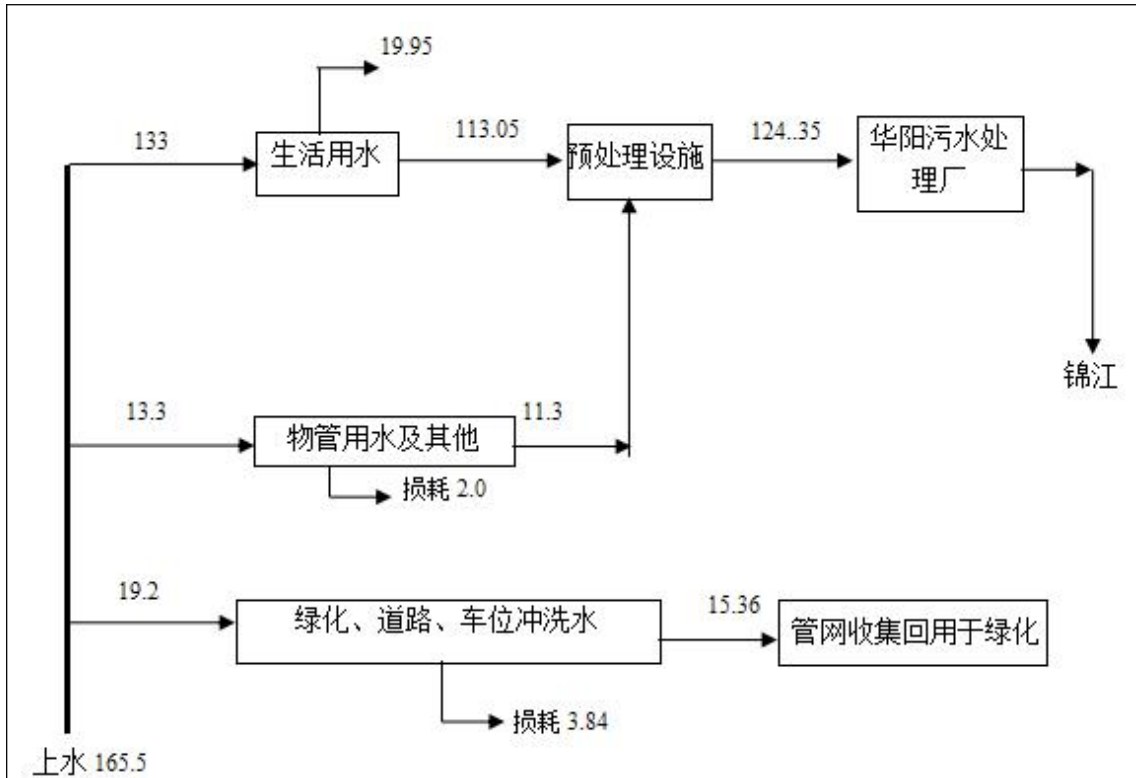 19.95
133
生活用水
113.05
预处理设施
124..35
华阳污水处
理厂
锦江
13.3
物管用水及其他
11.3
损耗 2.0
19.2
绿化、道路、车位冲洗水
15.36
管网收集回用于绿化
损耗 3.84
上水 165.5